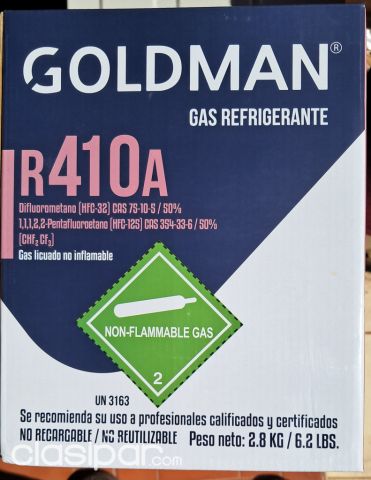 GOLDMAN®
GAS REFRIGERANTE
R410A
Difluorometano (HFC-32) CAS 75-10-5 / 50%
1,1,1,2,2-Pentafluoroetano (HFC-125) CAS 354-33-6 / 50%
(CHF₂ CF₃)
Gas licuado no inflamable
NON-FLAMMABLE GAS
2
UN 3163
Se recomienda su uso a profesionales calificados y certificados
NO RECARGABLE / NO REUTILIZABLE Peso neto: 2.8 KG / 6.2 LBS.
clasipar.com